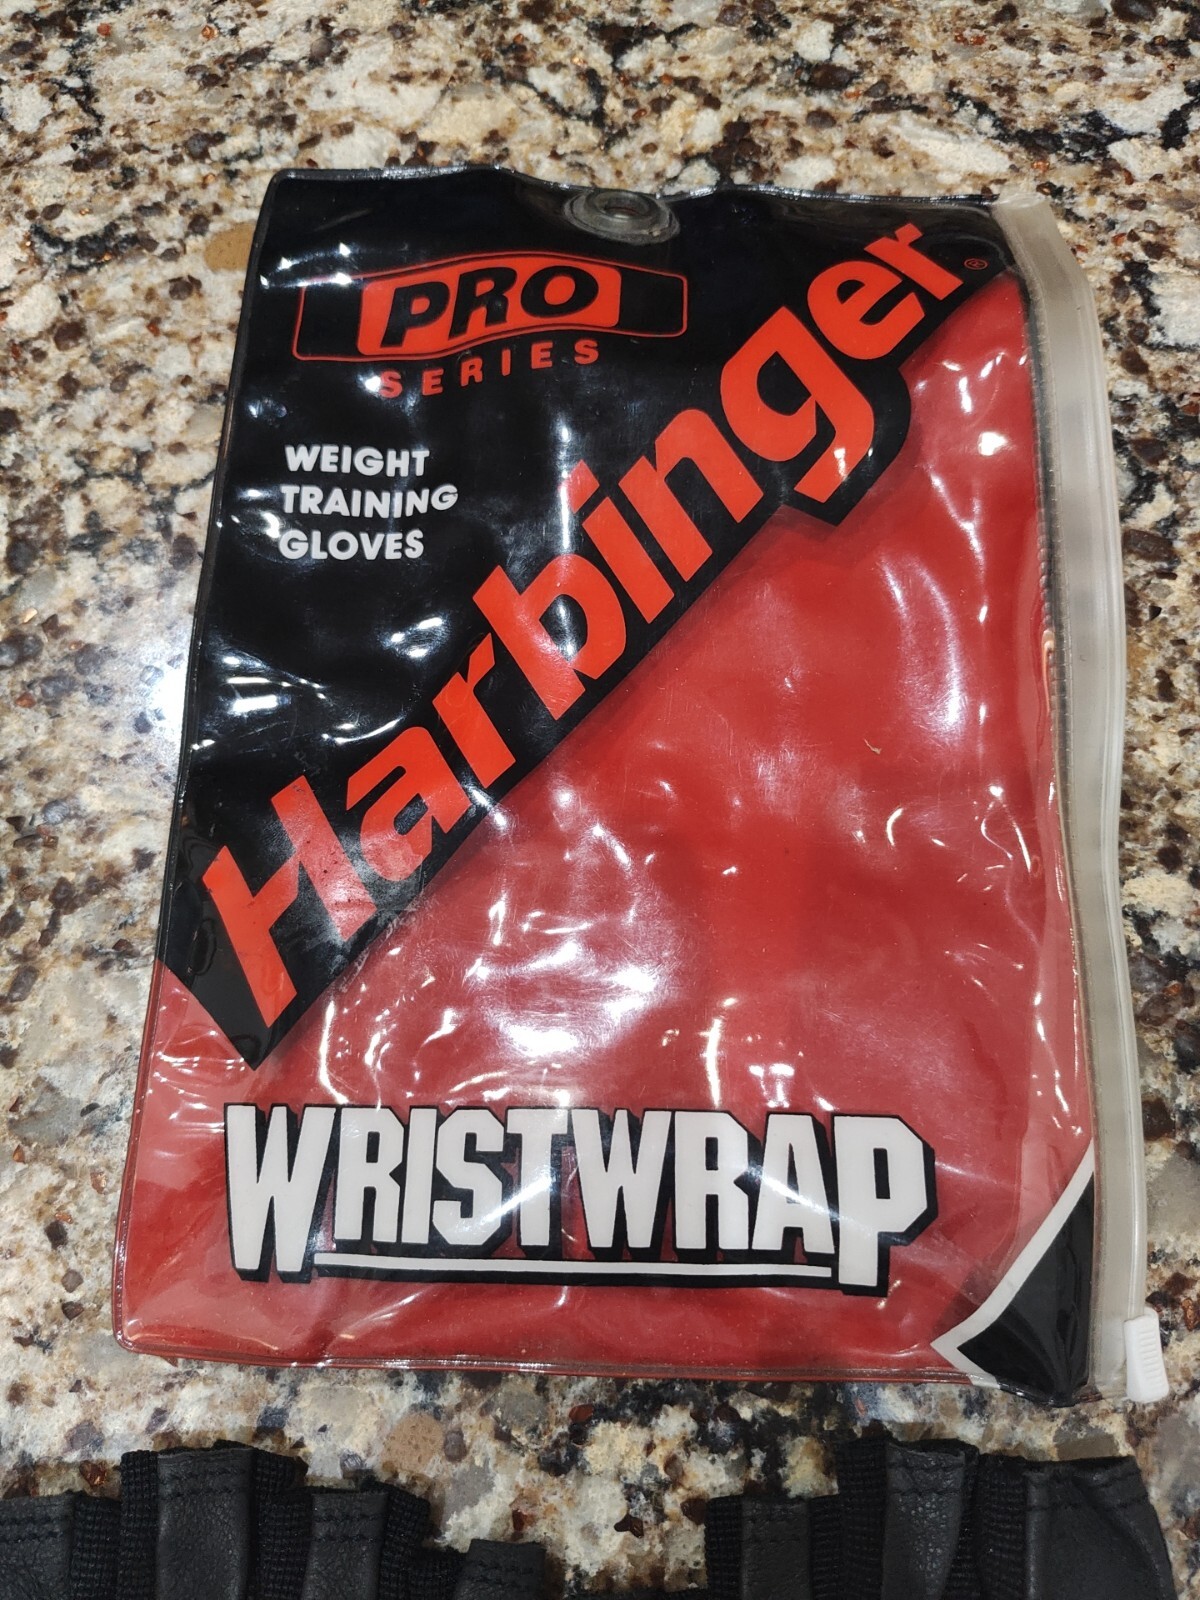 PRO
SERIES
WEIGHT
TRAINING
GLOVES
Harbinger®
WRISTWRAP